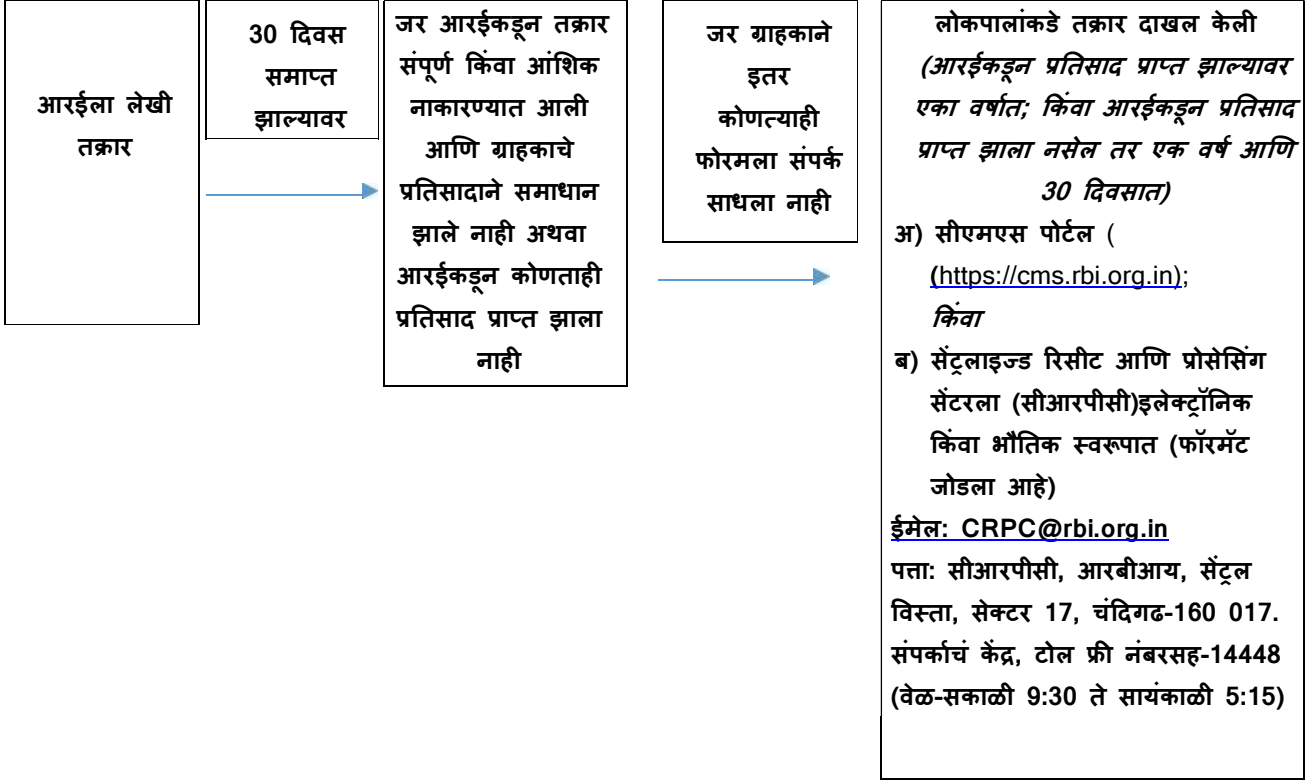 आरईला लेखी
तक्रार
30 दिवस
समाप्त
झाल्यावर
जर आरईकडून तक्रार
संपूर्ण किंवा आंशिक
नाकारण्यात आली
आणि ग्राहकाचे
प्रतिसादाने समाधान
झाले नाही अथवा
आरईकडून कोणताही
प्रतिसाद प्राप्त झाला
नाही
जर ग्राहकाने
इतर
कोणत्याही
फोरमला संपर्क
साधला नाही
लोकपालांकडे तक्रार दाखल केली
(आरईकडून प्रतिसाद प्राप्त झाल्यावर
एका वर्षात; किंवा आरईकडून प्रतिसाद
प्राप्त झाला नसेल तर एक वर्ष आणि
30 दिवसात)
अ) सीएमएस पोर्टल (
(https://cms.rbi.org.in);
किंवा
ब) सेंट्रलाइज्ड रिसीट आणि प्रोसेसिंग
सेंटरला (सीआरपीसी)इलेक्ट्रॉनिक
किंवा भौतिक स्वरूपात (फॉरमॅट
जोडला आहे)
ईमेल: CRPC@rbi.org.in
पत्ता: सीआरपीसी, आरबीआय, सेंट्रल
विस्ता, सेक्टर 17, चंदिगढ-160 017.
संपर्काचं केंद्र, टोल फ्री नंबरसह-14448
(वेळ-सकाळी 9:30 ते सायंकाळी 5:15)